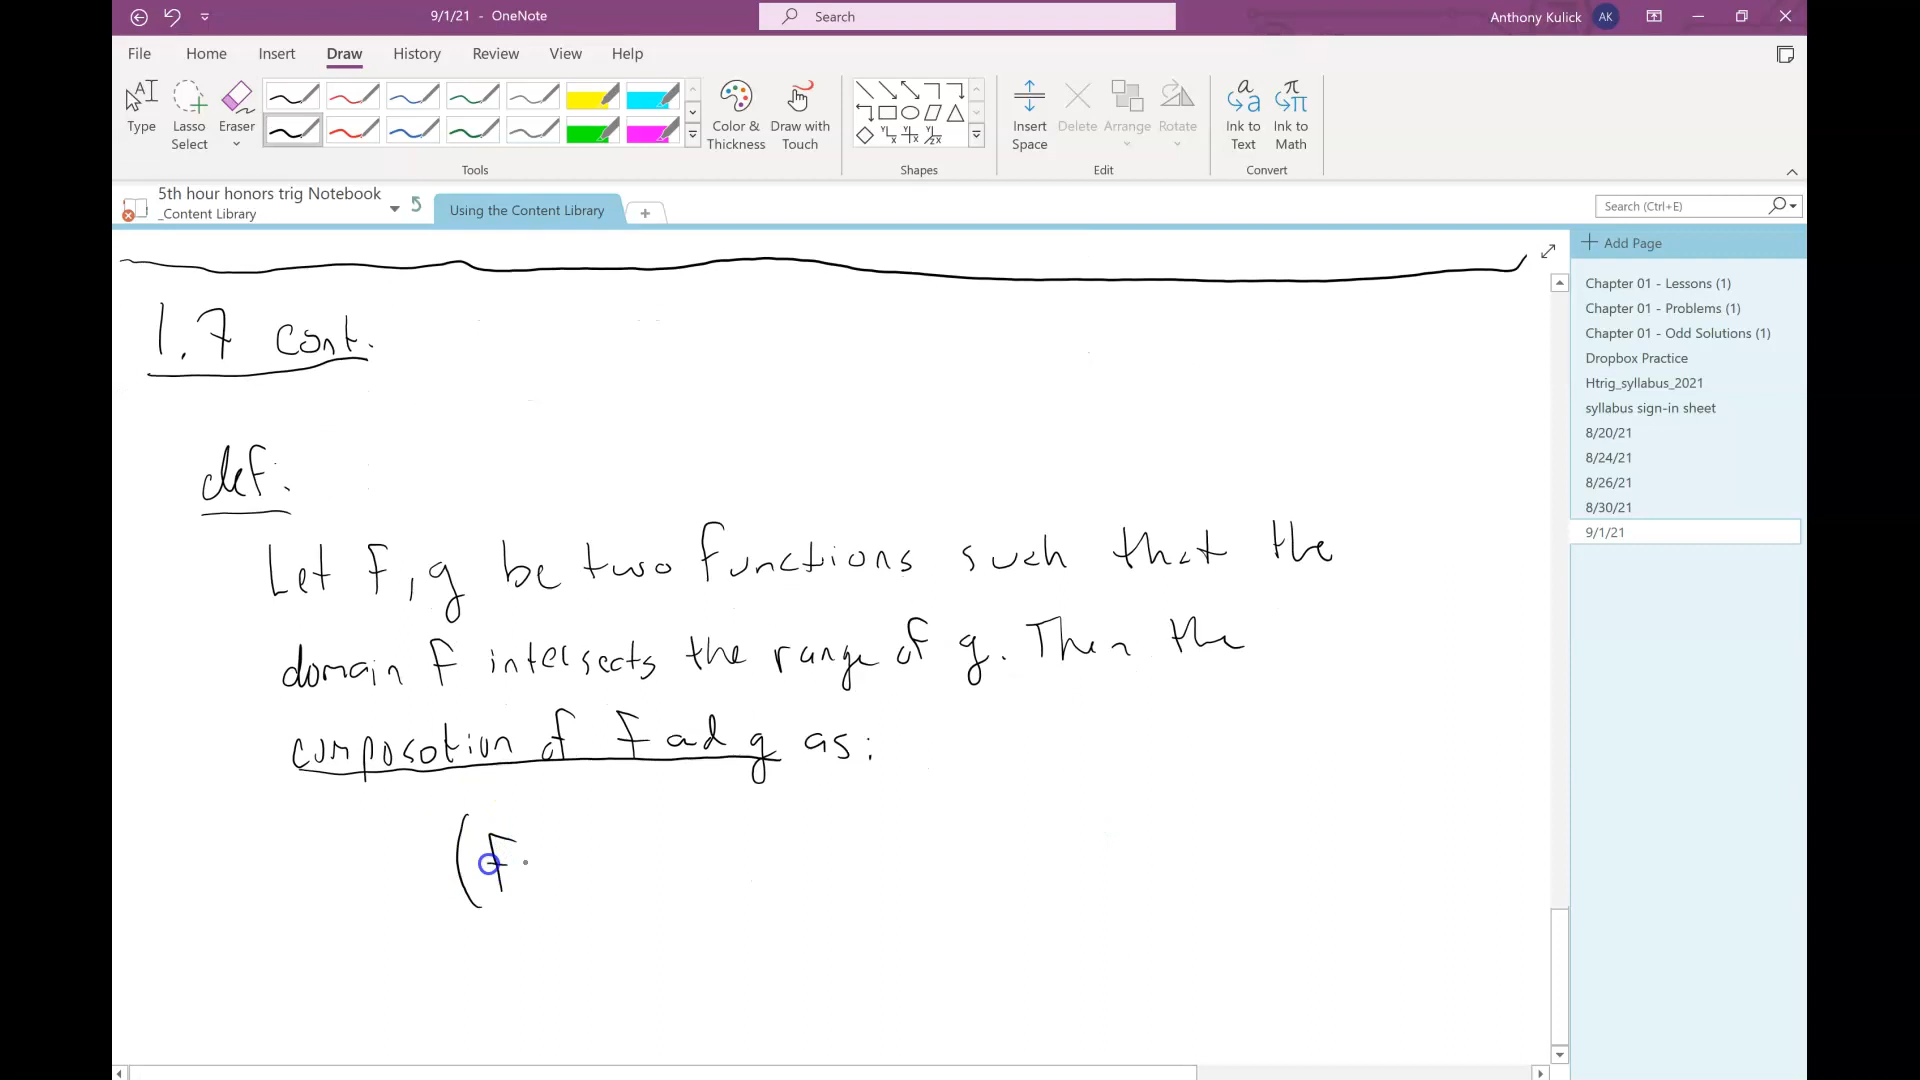 9/1/21 - OneNote
Search
Anthony Kulick AK
File Home Insert Draw History Review View Help
Type
Lasso Select
Eraser
Color & Thickness
Draw with Touch
Insert Space
Delete
Arrange
Rotate
Ink to Text
Ink to Math
Tools Shapes Edit Convert
5th hour honors trig Notebook
_Content Library
Using the Content Library
Search (Ctrl+E)
Add Page
Chapter 01 - Lessons (1)
Chapter 01 - Problems (1)
Chapter 01 - Odd Solutions (1)
Dropbox Practice
Htrig_syllabus_2021
syllabus sign-in sheet
8/20/21
8/24/21
8/26/21
8/30/21
9/1/21
1.7 cont.
def:
Let f, g be two functions such that the
domain f intersects the range of g. Then the
composotion of f ad g as:
(f